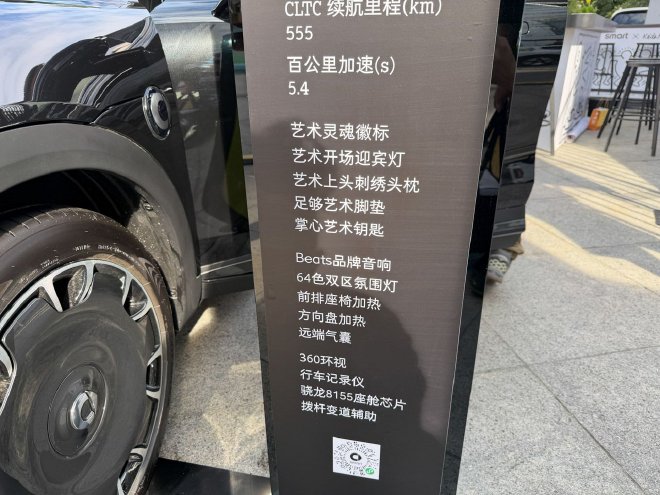 CLTC 续航里程(km)
555
百公里加速(s)
5.4
艺术灵魂徽标
艺术开场迎宾灯
艺术上头刺绣头枕
足够艺术脚垫
掌心艺术钥匙
Beats品牌音响
64色双区氛围灯
前排座椅加热
方向盘加热
远端气囊
360环视
行车记录仪
骁龙8155座舱芯片
拨杆变道辅助
smart ×